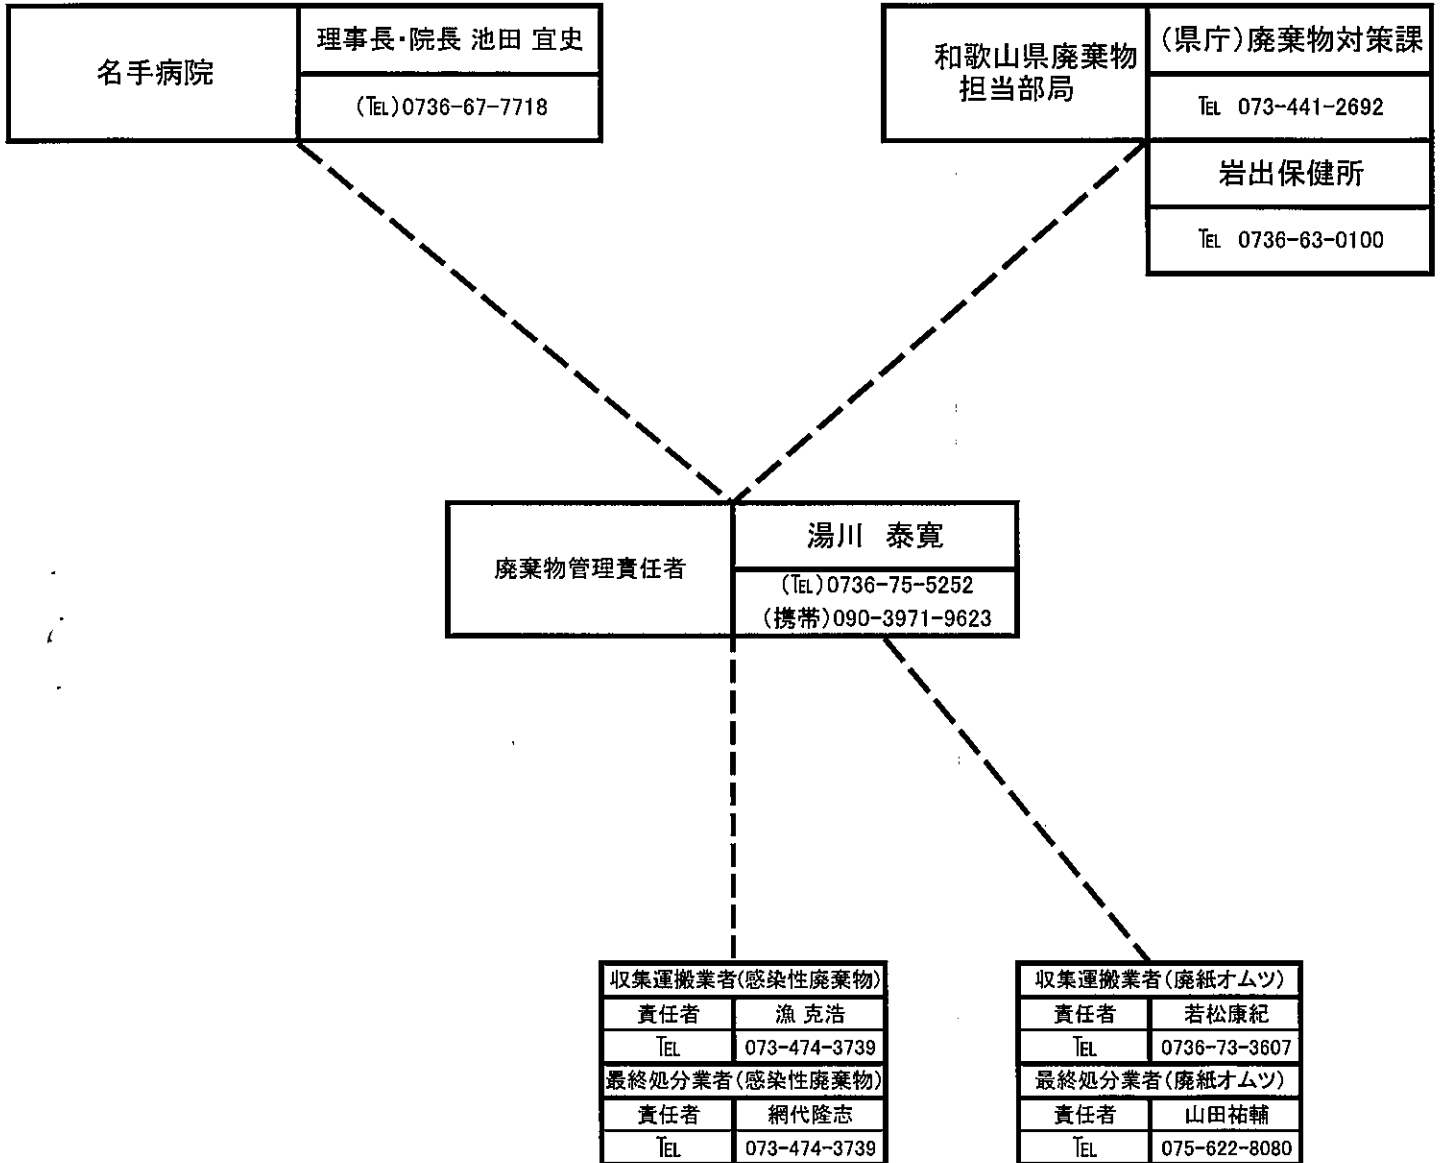 名手病院
理事長・院長 池田 宜史
(℡)0736-67-7718
和歌山県廃棄物
担当部局
(県庁)廃棄物対策課
℡ 073-441-2692
岩出保健所
℡ 0736-63-0100
廃棄物管理責任者
湯川 泰寛
(℡)0736-75-5252
(携帯)090-3971-9623
収集運搬業者(感染性廃棄物)
責任者 漁 克浩
℡ 073-474-3739
最終処分業者(感染性廃棄物)
責任者 網代隆志
℡ 073-474-3739
収集運搬業者(廃紙オムツ)
責任者 若松康紀
℡ 0736-73-3607
最終処分業者(廃紙オムツ)
責任者 山田祐輔
℡ 075-622-8080